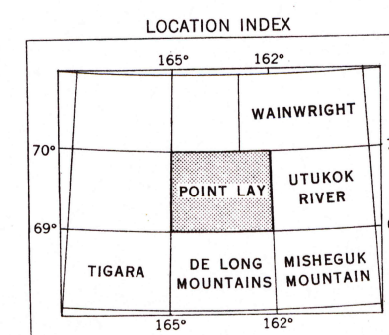 LOCATION INDEX
165° 162°
WAINWRIGHT
70°
POINT LAY
UTUKOK
RIVER
69°
TIGARA
DE LONG
MOUNTAINS
MISHEGUK
MOUNTAIN
165° 162°